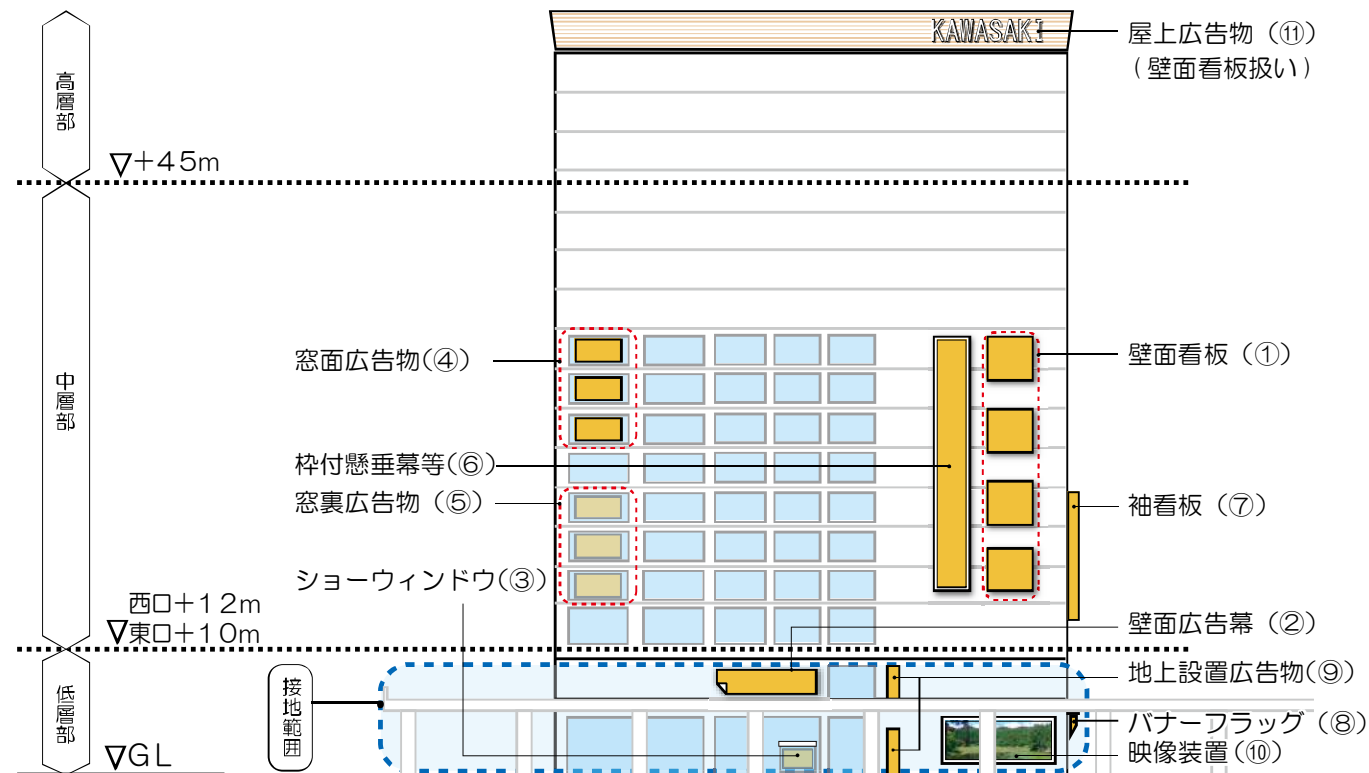 KAWASAKI
屋上広告物（⑪）
（壁面看板扱い）
高層部
▽+45m
窓面広告物(④)
壁面看板（①）
中層部
枠付懸垂幕等(⑥)
窓裏広告物（⑤）
袖看板（⑦）
ショーウィンドウ(③)
西口+12m
▽東口+10m
壁面広告幕（②）
地上設置広告物(⑨)
接地範囲
低層部
バナーフラッグ（⑧）
映像装置(⑩)
▽GL